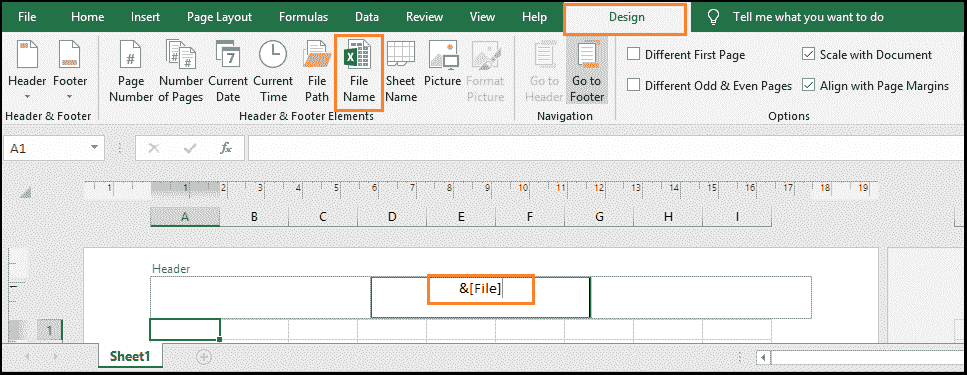 File Home Insert Page Layout Formulas Data Review View Help Design Tell me what you want to do
Header Footer Page Number Number of Pages Current Date Current Time File Path File Name Sheet Name Picture Format Picture Go to Header Go to Footer
# # 7
Different First Page Scale with Document
Different Odd & Even Pages Align with Page Margins
Header & Footer Header & Footer Elements Navigation Options
A1 fx
1 1 2 3 4 5 6 7 8 9 10 11 12 13 14 15 16 17 18 19
A B C D E F G H I
Header
&[File]
1
Sheet1